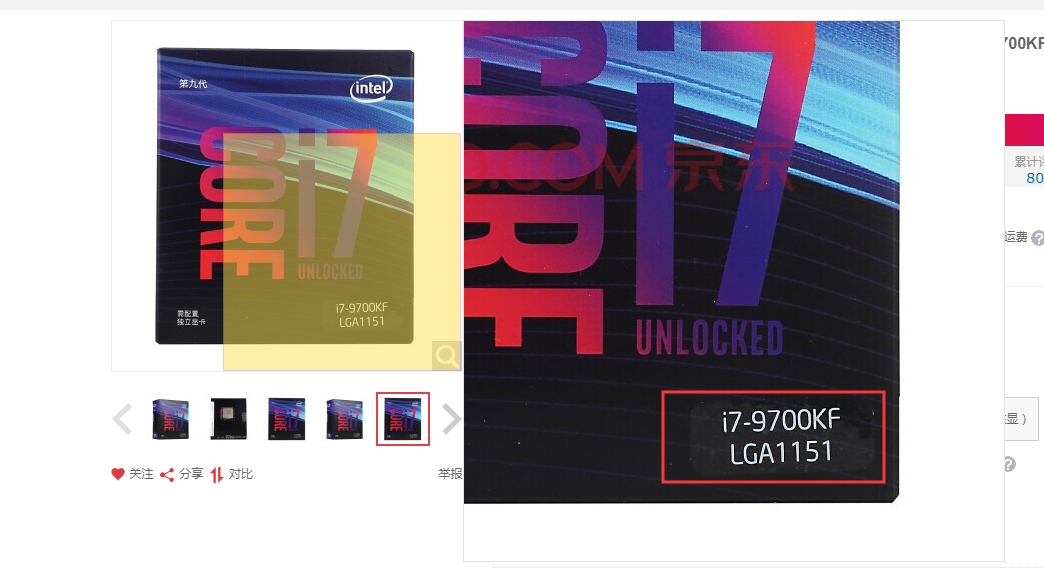 第九代
intel
CORE i7
UNLOCKED
需配置
独立显卡
i7-9700KF
LGA1151
关注 分享 对比
举报
CORE i7
.COM 京东
UNLOCKED
i7-9700KF
LGA1151
700KF
累计评
80
运费
显）